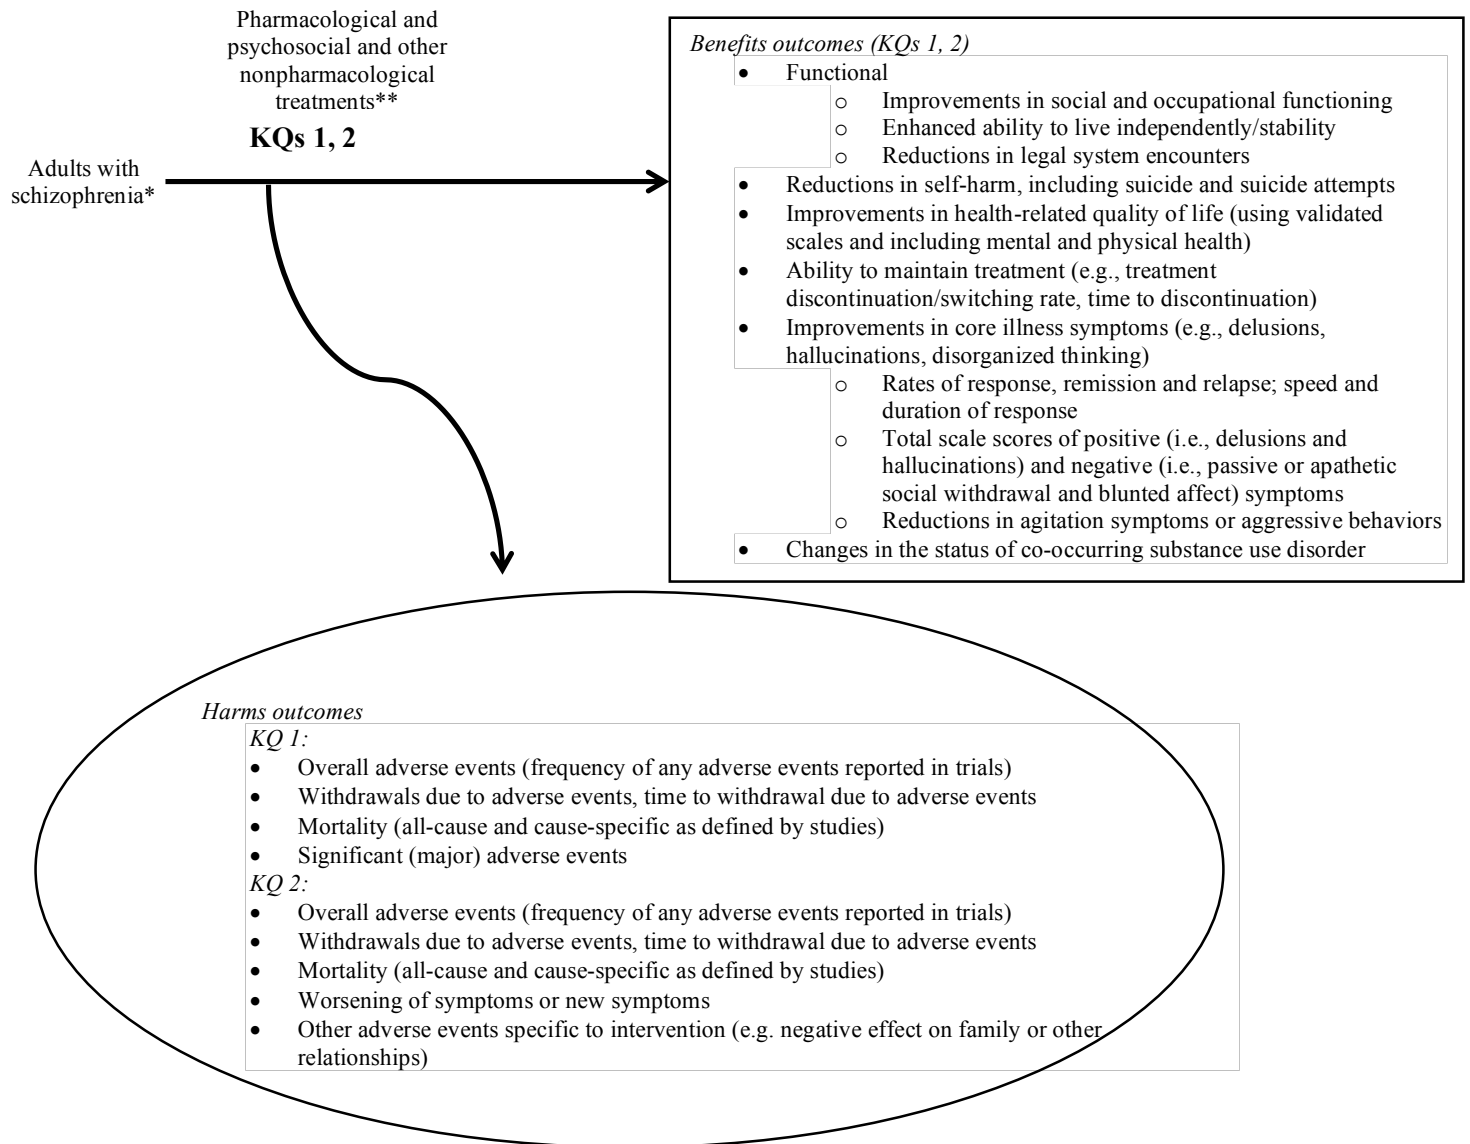 Pharmacological and
psychosocial and other
nonpharmacological
treatments**
KQs 1, 2
Adults with
schizophrenia*
Benefits outcomes (KQs 1, 2)
• Functional
o Improvements in social and occupational functioning
o Enhanced ability to live independently/stability
o Reductions in legal system encounters
• Reductions in self-harm, including suicide and suicide attempts
• Improvements in health-related quality of life (using validated
scales and including mental and physical health)
• Ability to maintain treatment (e.g., treatment
discontinuation/switching rate, time to discontinuation)
• Improvements in core illness symptoms (e.g., delusions,
hallucinations, disorganized thinking)
o Rates of response, remission and relapse; speed and
duration of response
o Total scale scores of positive (i.e., delusions and
hallucinations) and negative (i.e., passive or apathetic
social withdrawal and blunted affect) symptoms
o Reductions in agitation symptoms or aggressive behaviors
• Changes in the status of co-occurring substance use disorder
Harms outcomes
KQ 1:
• Overall adverse events (frequency of any adverse events reported in trials)
• Withdrawals due to adverse events, time to withdrawal due to adverse events
• Mortality (all-cause and cause-specific as defined by studies)
• Significant (major) adverse events
KQ 2:
• Overall adverse events (frequency of any adverse events reported in trials)
• Withdrawals due to adverse events, time to withdrawal due to adverse events
• Mortality (all-cause and cause-specific as defined by studies)
• Worsening of symptoms or new symptoms
• Other adverse events specific to intervention (e.g. negative effect on family or other
relationships)